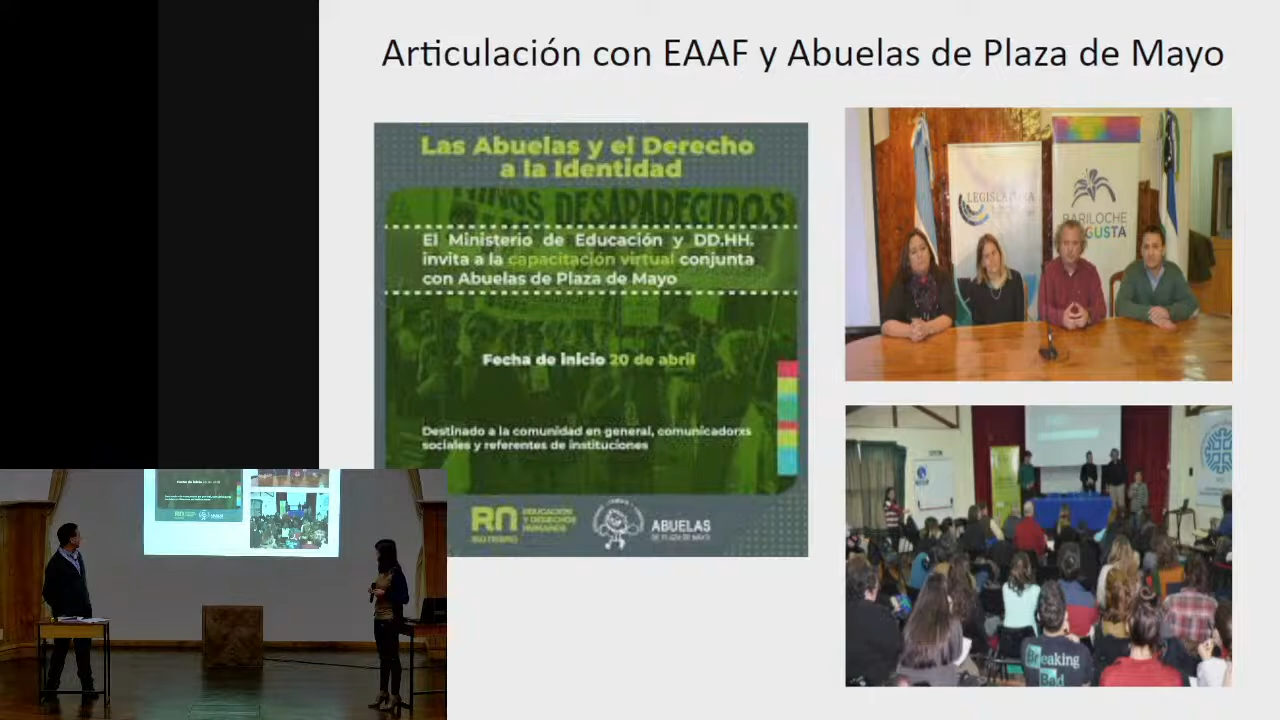 Articulación con EAAF y Abuelas de Plaza de Mayo
Las Abuelas y el Derecho
a la Identidad
DESAPARECIDOS
El Ministerio de Educación y DD.HH.
invita a la capacitación virtual conjunta
con Abuelas de Plaza de Mayo
Fecha de inicio 20 de abril
Destinado a la comunidad en general, comunicadorxs
sociales y referentes de instituciones
RN
EDUCACIÓN
Y DERECHOS
HUMANOS
RIO NEGRO
ABUELAS
DE PLAZA DE MAYO
BARILOCHE
Breaking
Bad